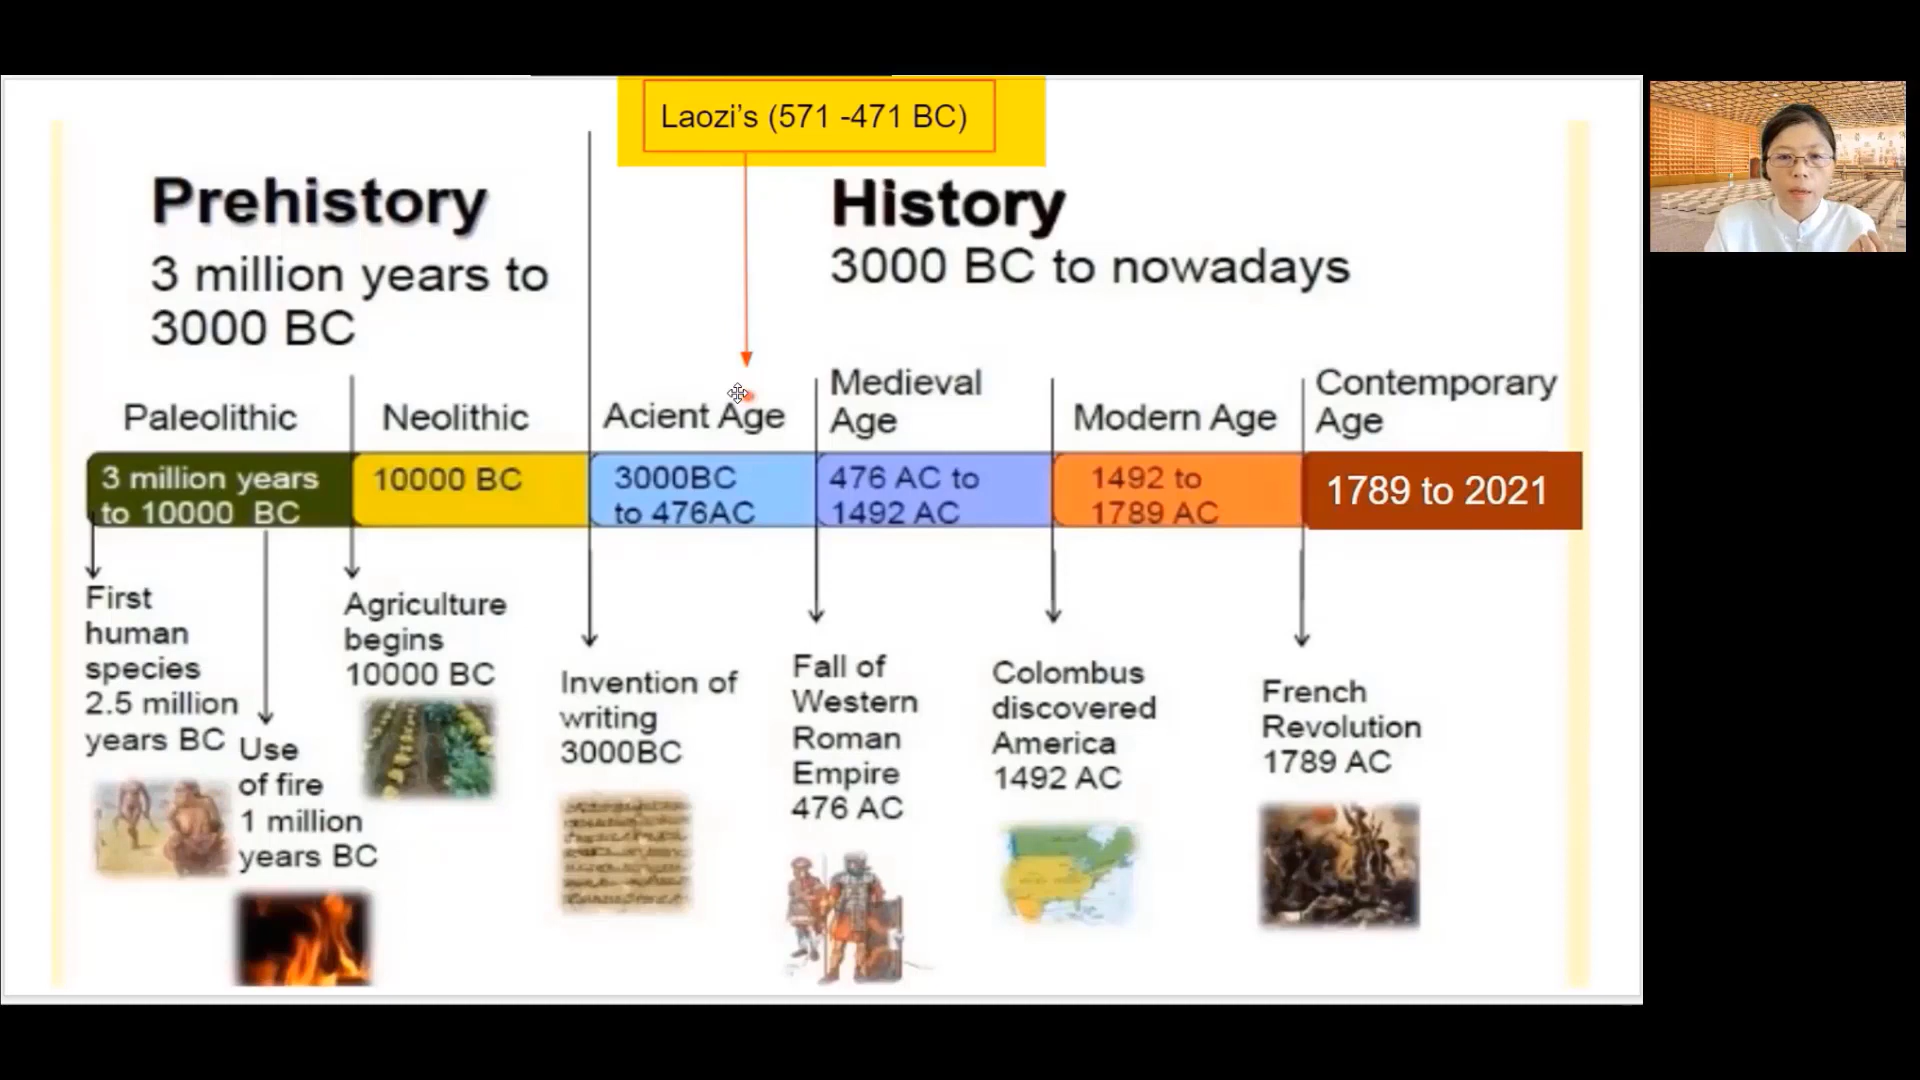 Laozi’s (571 -471 BC)
Prehistory
3 million years to
3000 BC
History
3000 BC to nowadays
Paleolithic
Neolithic
Acient Age
Medieval
Age
Modern Age
Contemporary
Age
3 million years
to 10000 BC
10000 BC
3000BC
to 476AC
476 AC to
1492 AC
1492 to
1789 AC
1789 to 2021
First
human
species
2.5 million
years BC
Use
of fire
1 million
years BC
Agriculture
begins
10000 BC
Invention of
writing
3000BC
Fall of
Western
Roman
Empire
476 AC
Colombus
discovered
America
1492 AC
French
Revolution
1789 AC